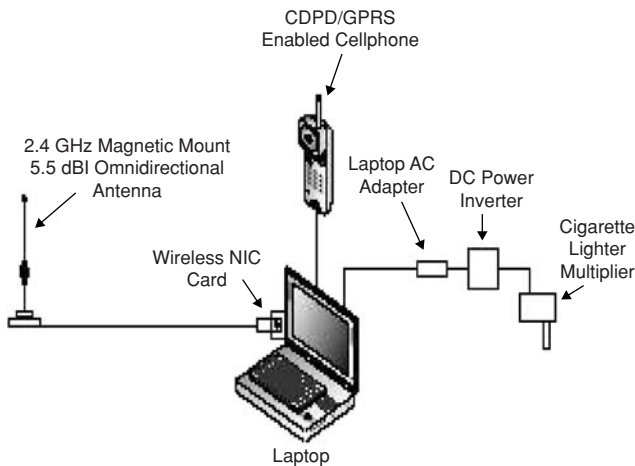 CDPD/GPRS
Enabled Cellphone
2.4 GHz Magnetic Mount
5.5 dBI Omnidirectional
Antenna
Laptop AC
Adapter
DC Power
Inverter
Cigarette
Lighter
Multiplier
Wireless NIC
Card
Laptop